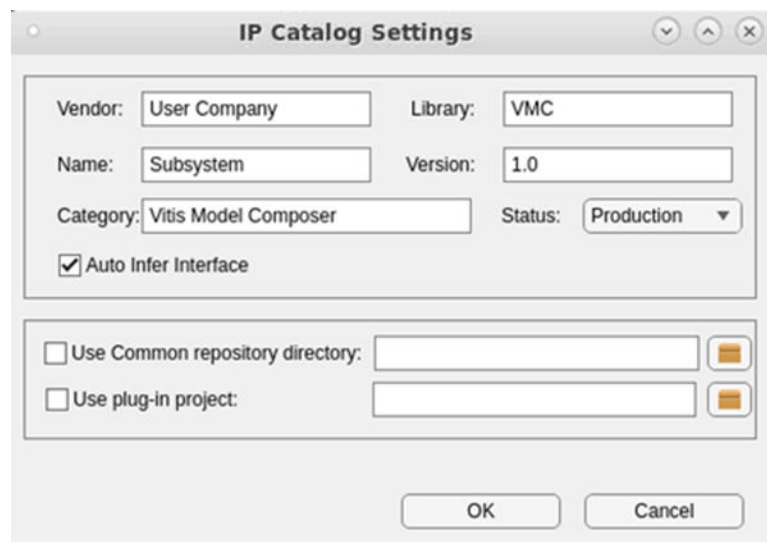 IP Catalog Settings
Vendor: User Company Library: VMC
Name: Subsystem Version: 1.0
Category: Vitis Model Composer Status: Production
Auto Infer Interface
Use Common repository directory:
Use plug-in project:
OK Cancel